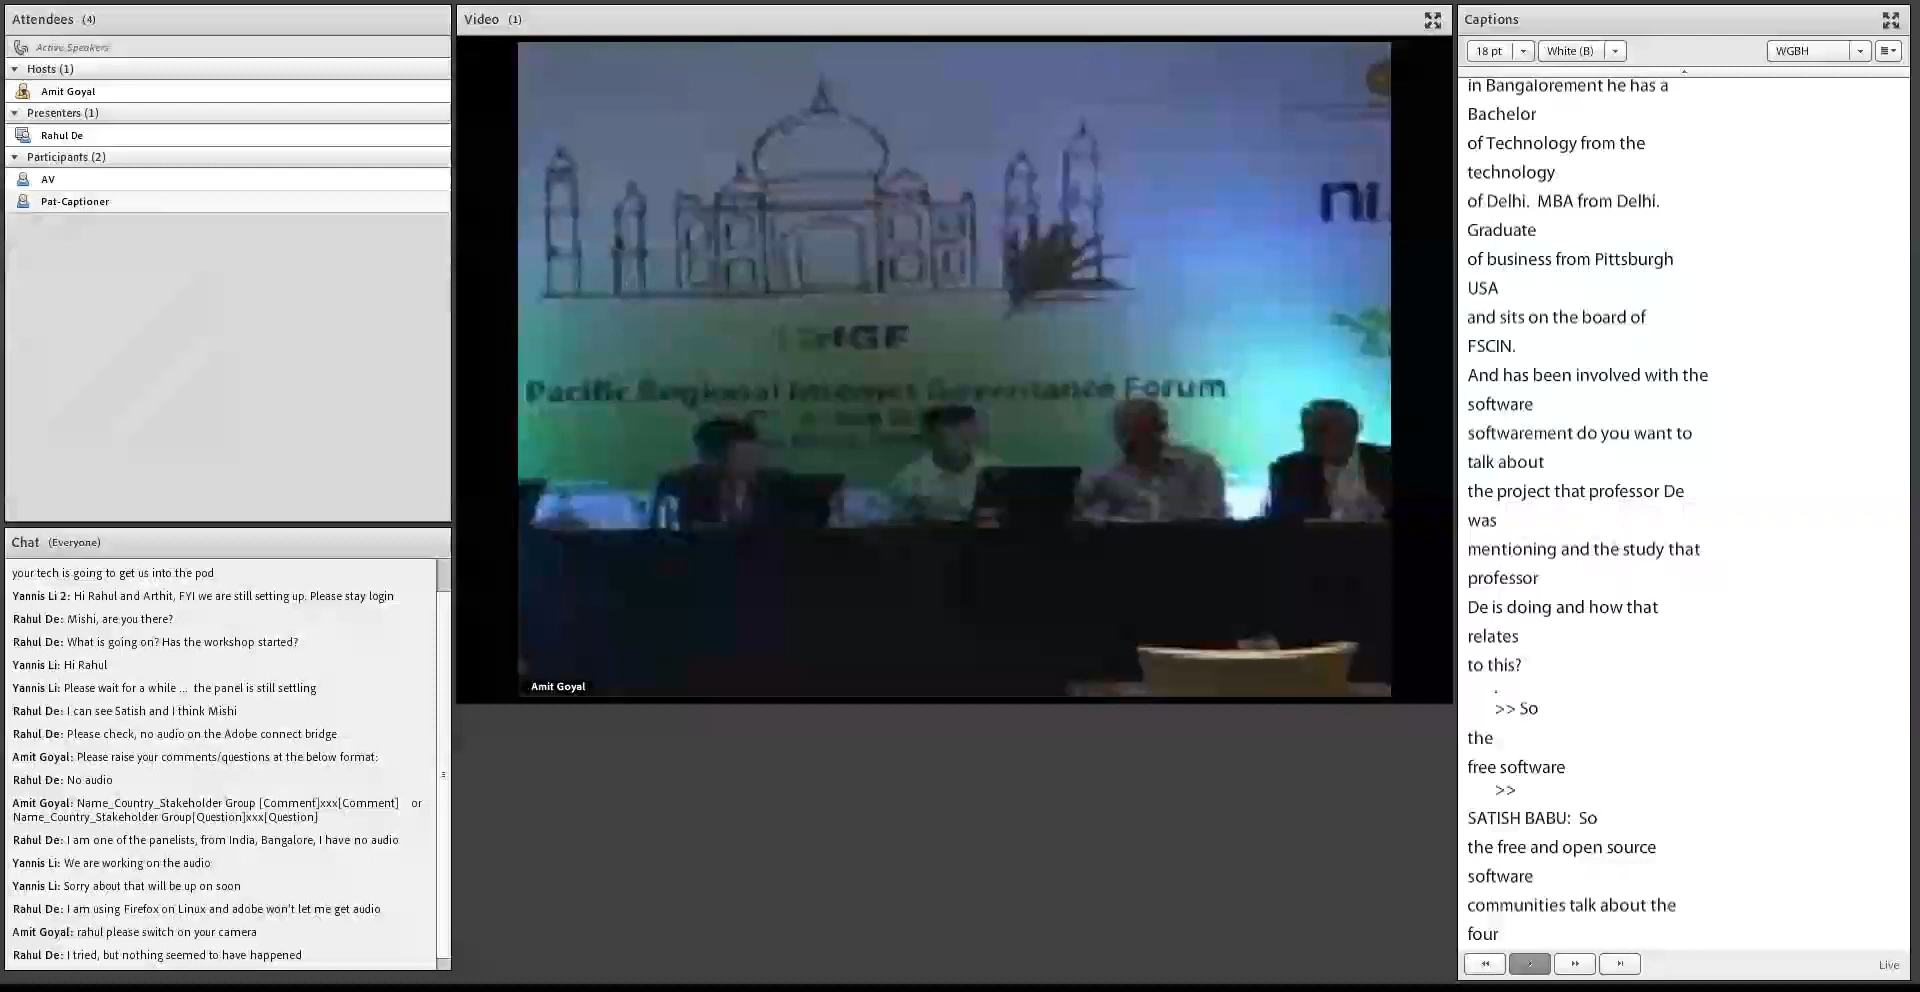 Attendees (4)
Active Speakers
Hosts (1)
Amit Goyal
Presenters (1)
Rahul De
Participants (2)
AV
Pat-Captioner
Chat (Everyone)
your tech is going to get us into the pod
Yannis Li 2: Hi Rahul and Arthit, FYI we are still setting up. Please stay login
Rahul De: Mishi, are you there?
Rahul De: What is going on? Has the workshop started?
Yannis Li: Hi Rahul
Yannis Li: Please wait for a while ... the panel is still settling
Rahul De: I can see Satish and I think Mishi
Rahul De: Please check, no audio on the Adobe connect bridge
Amit Goyal: Please raise your comments/questions at the below format:
Rahul De: No audio
Amit Goyal: Name_Country_Stakeholder Group [Comment]xxx[Comment] or
Name_Country_Stakeholder Group[Question]xxx[Question]
Rahul De: I am one of the panelists, from India, Bangalore, I have no audio
Yannis Li: We are working on the audio
Yannis Li: Sorry about that will be up on soon
Rahul De: I am using Firefox on Linux and adobe won't let me get audio
Amit Goyal: rahul please switch on your camera
Rahul De: I tried, but nothing seemed to have happened
Video (1)
rIGF
Pacific Regional Internet Governance Forum
Amit Goyal
Captions
18 pt
White (B)
WGBH
in Bangalorement he has a
Bachelor
of Technology from the
technology
of Delhi. MBA from Delhi.
Graduate
of business from Pittsburgh
USA
and sits on the board of
FSCIN.
And has been involved with the
software
softwarement do you want to
talk about
the project that professor De
was
mentioning and the study that
professor
De is doing and how that
relates
to this?
.
>> So
the
free software
>>
SATISH BABU: So
the free and open source
software
communities talk about the
four
Live